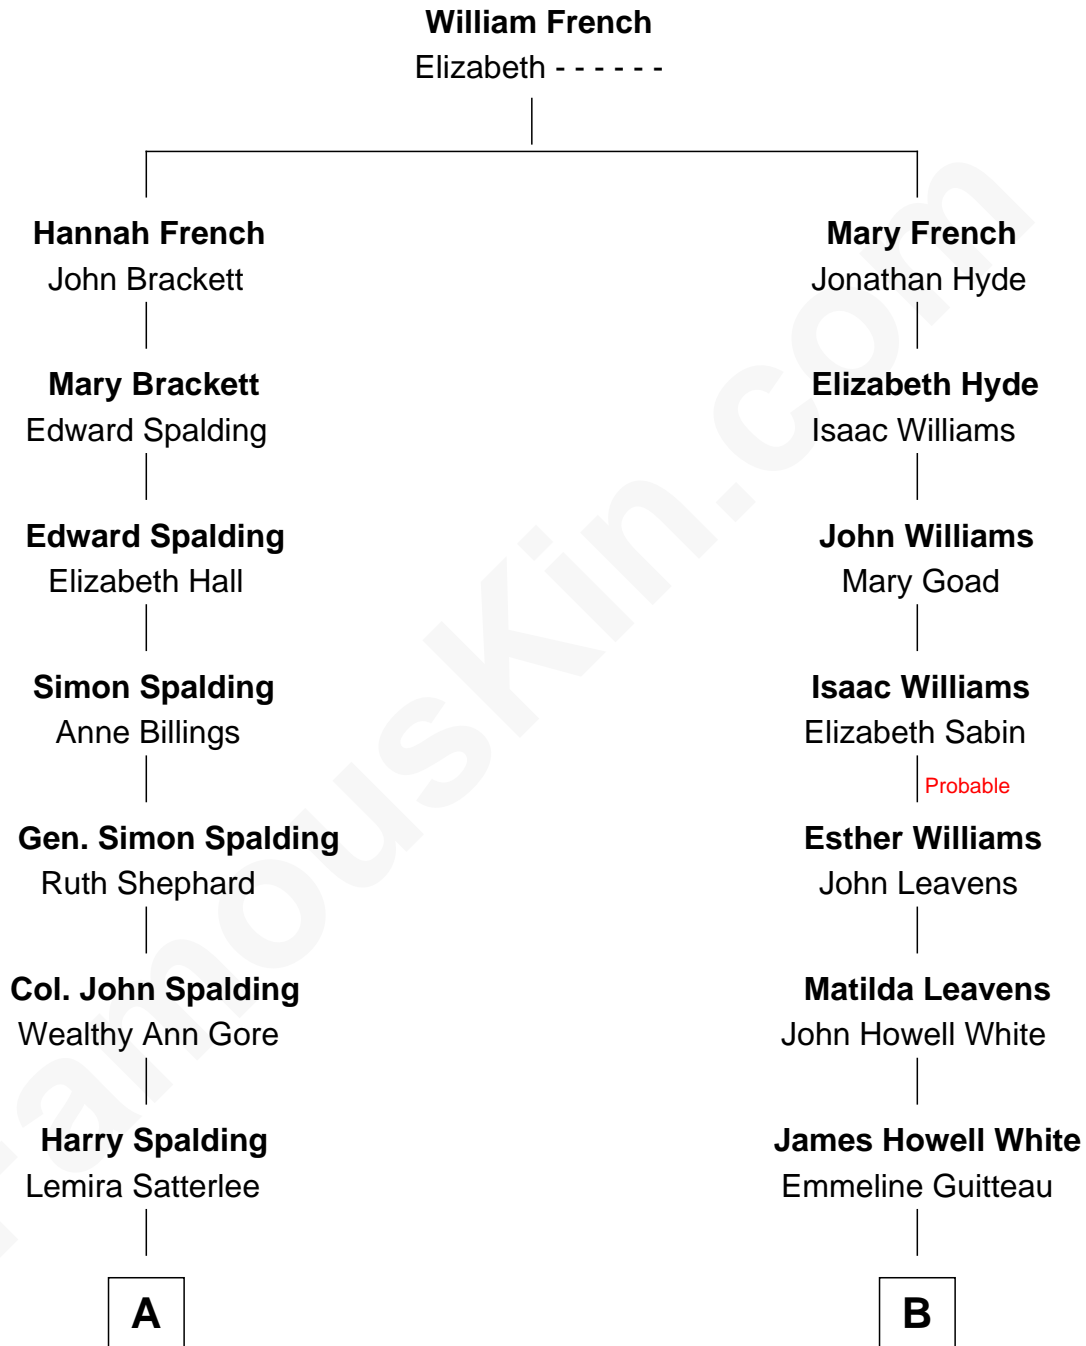 William French
Elizabeth - - - - - -
Hannah French
John Brackett
Mary French
Jonathan Hyde
Mary Brackett
Edward Spalding
Elizabeth Hyde
Isaac Williams
Edward Spalding
Elizabeth Hall
John Williams
Mary Goad
Simon Spalding
Anne Billings
Isaac Williams
Elizabeth Sabin
Probable
Gen. Simon Spalding
Ruth Shephard
Esther Williams
John Leavens
Col. John Spalding
Wealthy Ann Gore
Matilda Leavens
John Howell White
Harry Spalding
Lemira Satterlee
James Howell White
Emmeline Guitteau
A
B
FamousKin.com